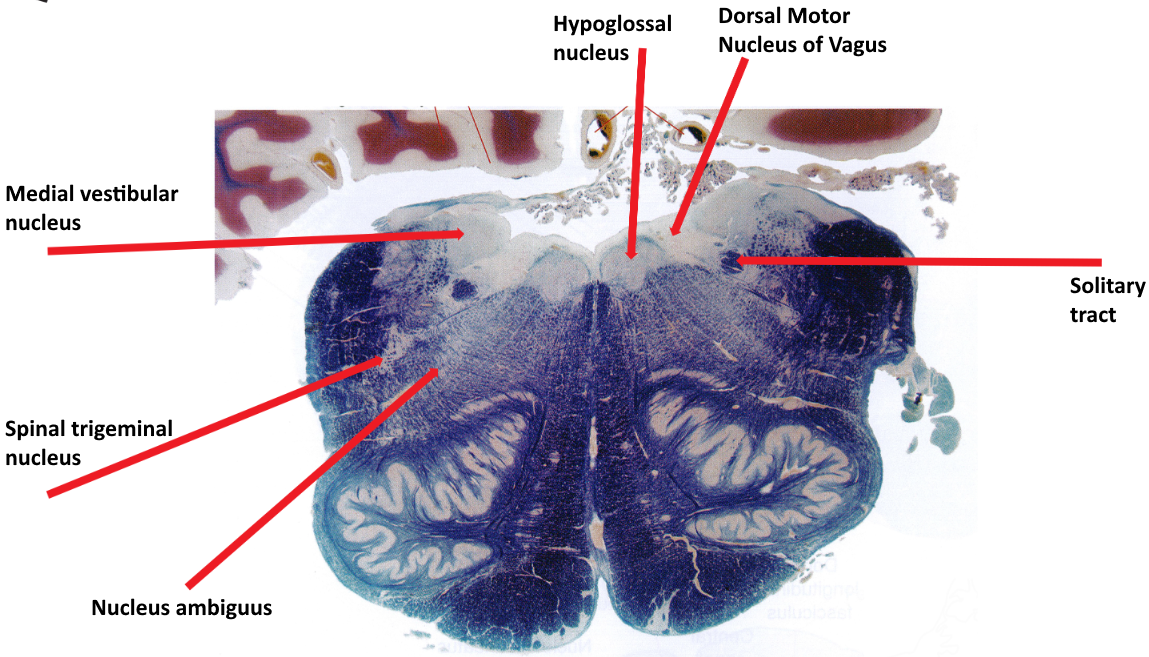 Hypoglossal
nucleus
Dorsal Motor
Nucleus of Vagus
Medial vestibular
nucleus
Solitary
tract
Spinal trigeminal
nucleus
Nucleus ambiguus